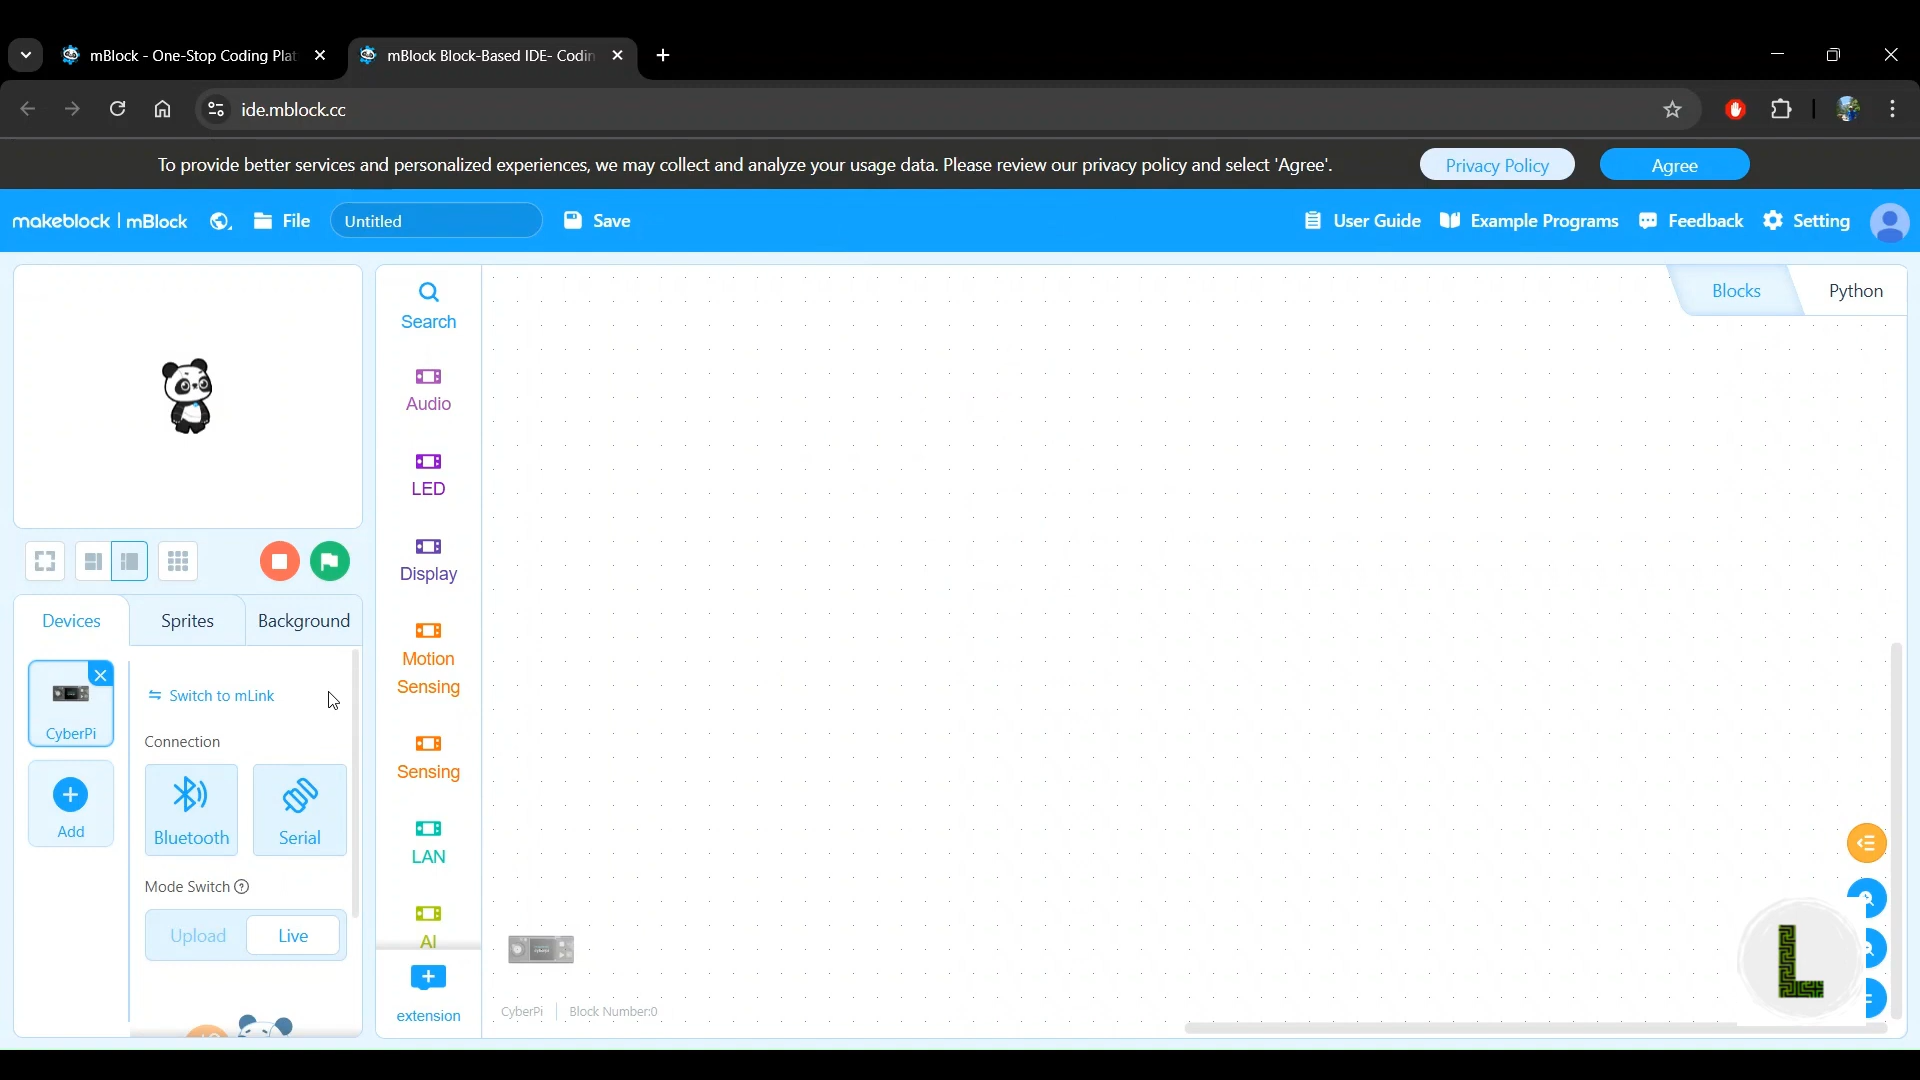 mBlock - One-Stop Coding Plat
mBlock Block-Based IDE- Codin
ide.mblock.cc
To provide better services and personalized experiences, we may collect and analyze your usage data. Please review our privacy policy and select 'Agree'.
Privacy Policy
Agree
makeblock | mBlock
File
Untitled
Save
User Guide
Example Programs
Feedback
Setting
Search
Audio
LED
Display
Motion
Sensing
Sensing
LAN
AI
extension
Blocks
Python
Devices
Sprites
Background
CyberPi
Add
Switch to mLink
Connection
Bluetooth
Serial
Mode Switch
Upload
Live
CyberPi
Block Number:0
L